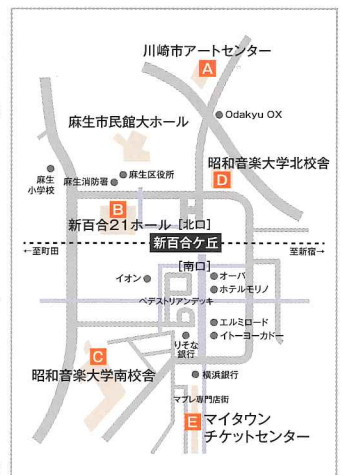 川崎市アートセンター
A
Odakyu OX
麻生市民館大ホール
麻生
小学校
麻生消防署
麻生区役所
昭和音楽大学北校舎
D
B
新百合21ホール
[北口]
新百合ケ丘
←至町田
至新宿→
[南口]
イオン
オーパ
ホテルモリノ
ペデストリアンデッキ
エルミロード
イトーヨーカドー
りそな
銀行
C
昭和音楽大学南校舎
横浜銀行
マプレ専門店街
E
マイタウン
チケットセンター